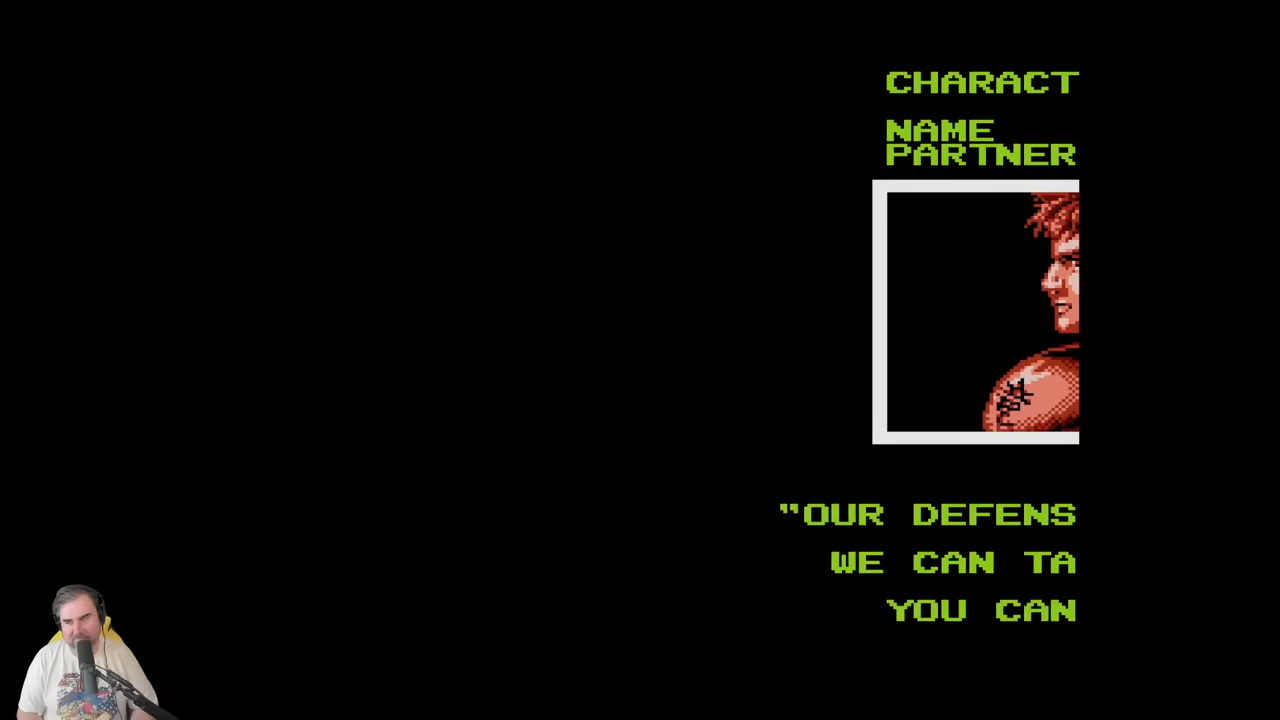 CHARACT
NAME
PARTNER
"OUR DEFENS
WE CAN TA
YOU CAN